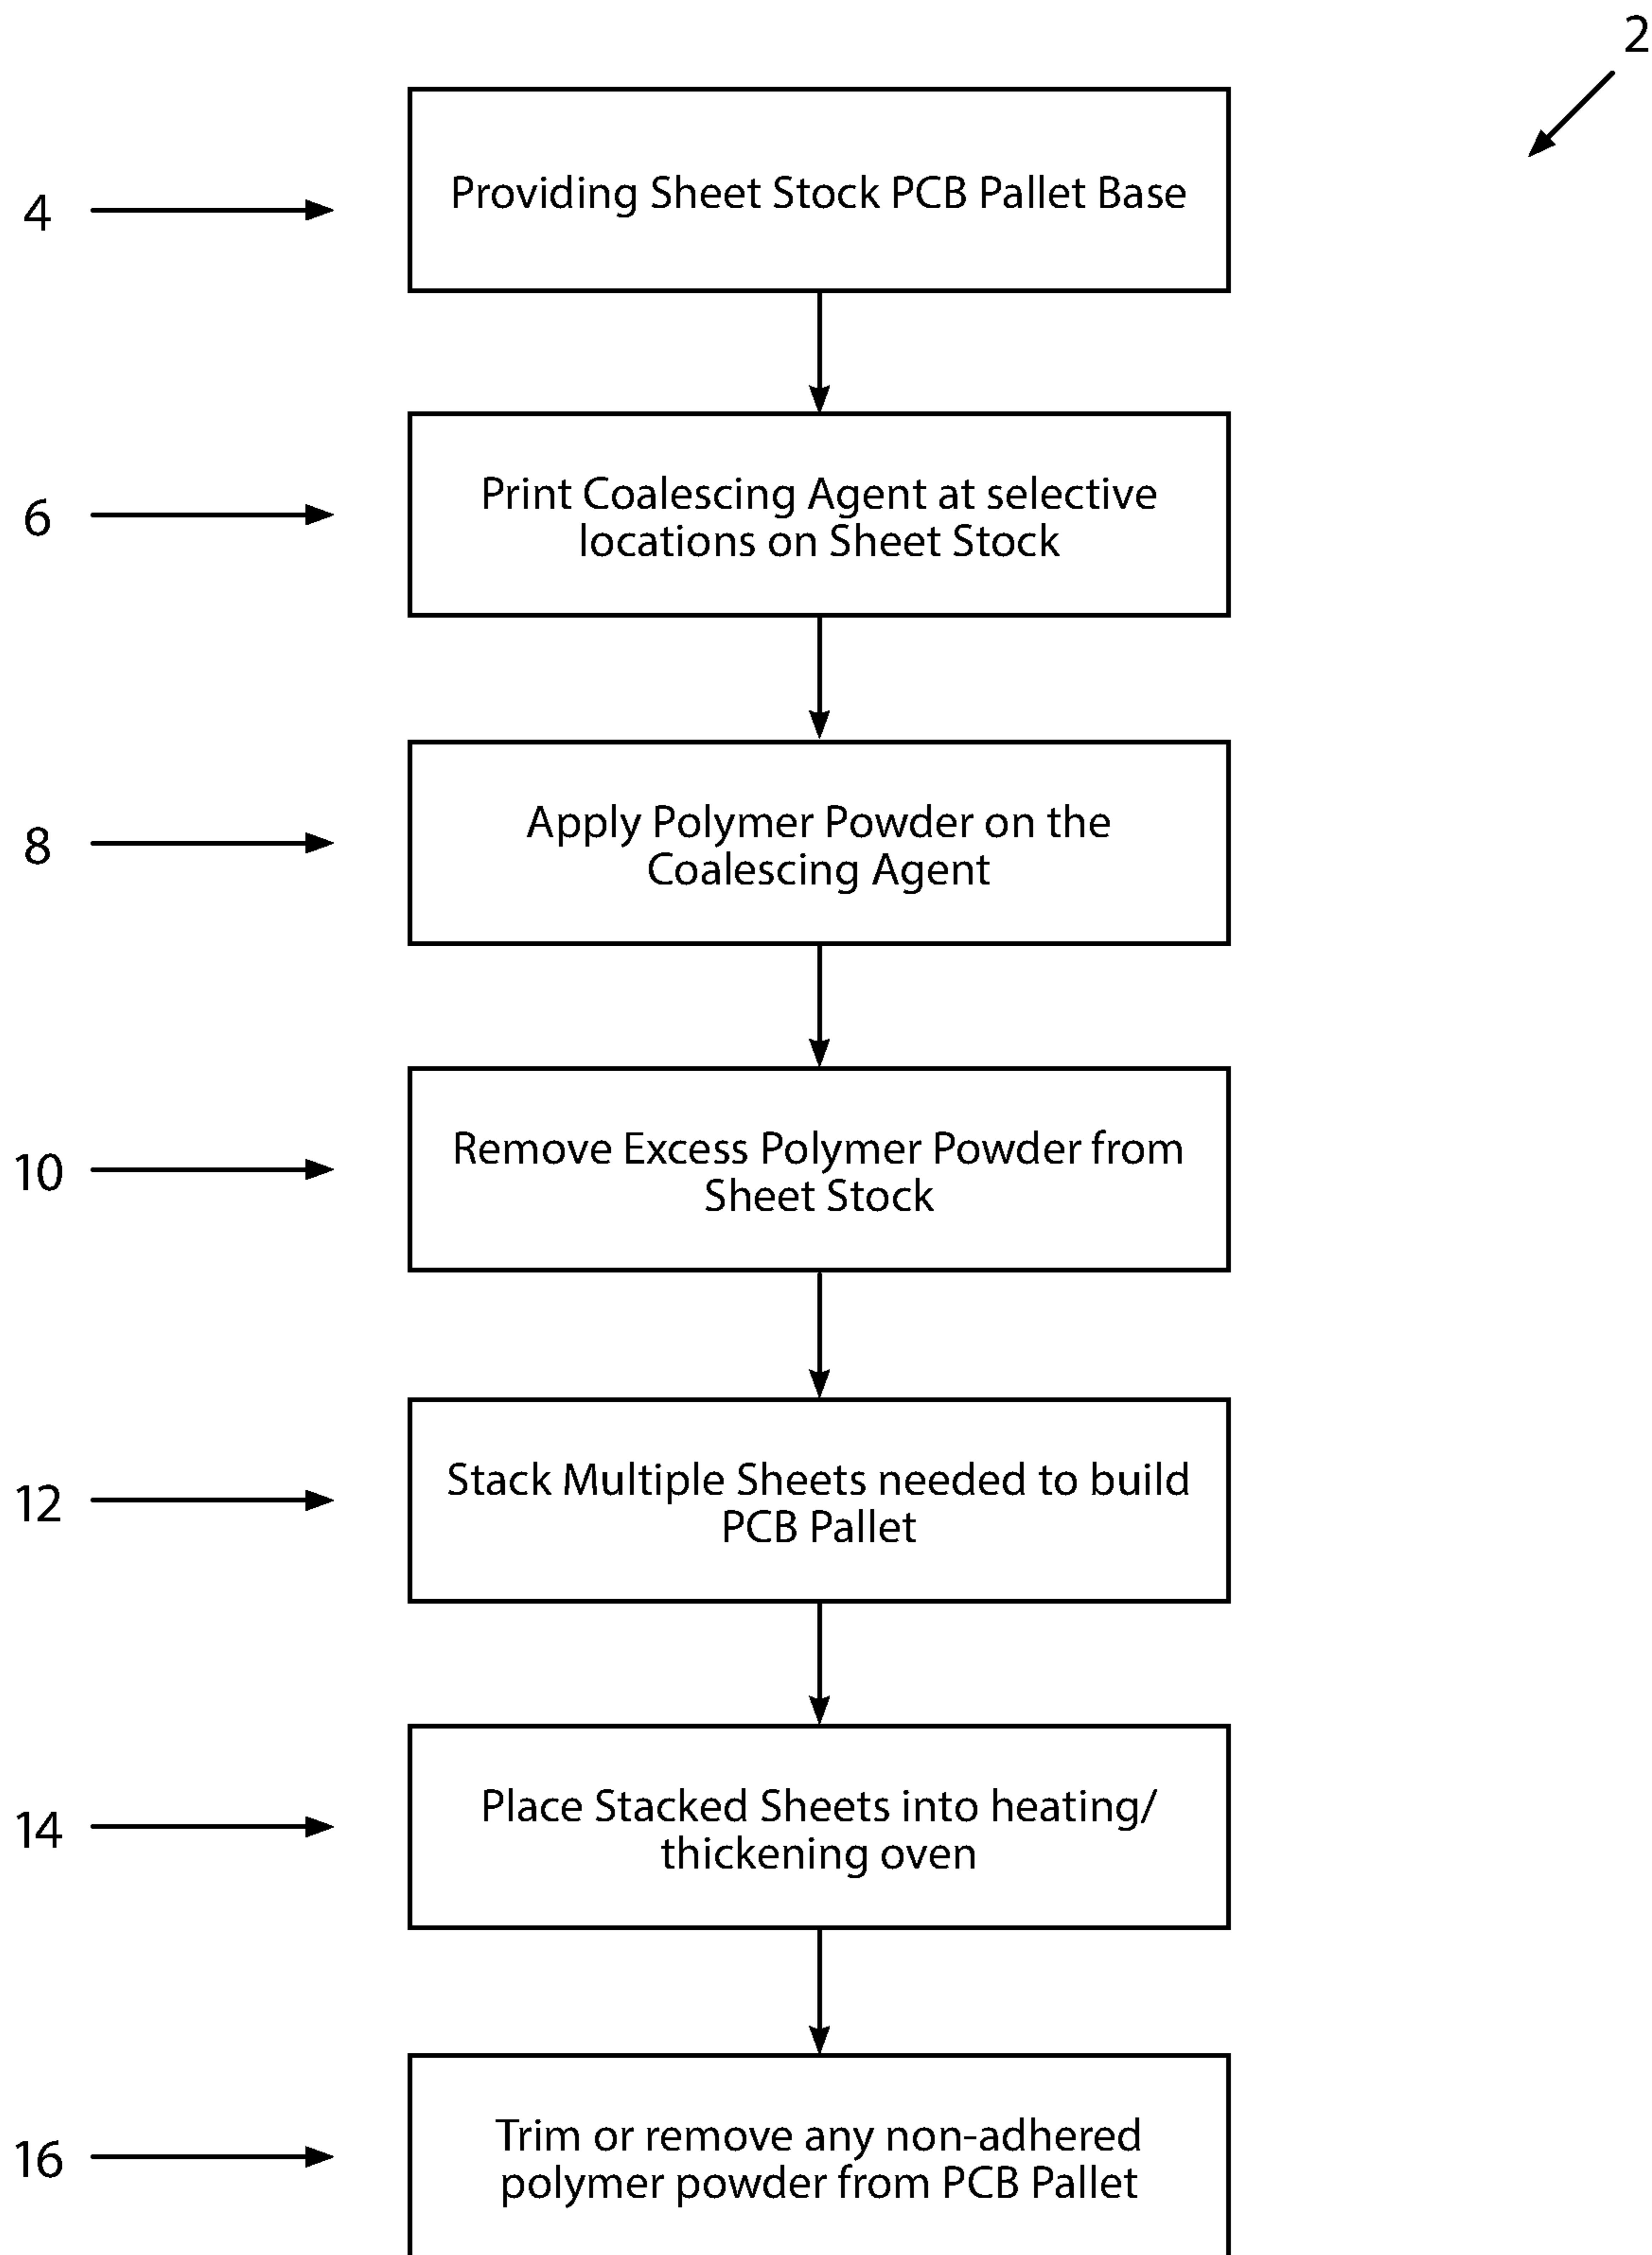 2
4
Providing Sheet Stock PCB Pallet Base
6
Print Coalescing Agent at selective
locations on Sheet Stock
8
Apply Polymer Powder on the
Coalescing Agent
10
Remove Excess Polymer Powder from
Sheet Stock
12
Stack Multiple Sheets needed to build
PCB Pallet
14
Place Stacked Sheets into heating/
thickening oven
16
Trim or remove any non-adhered
polymer powder from PCB Pallet